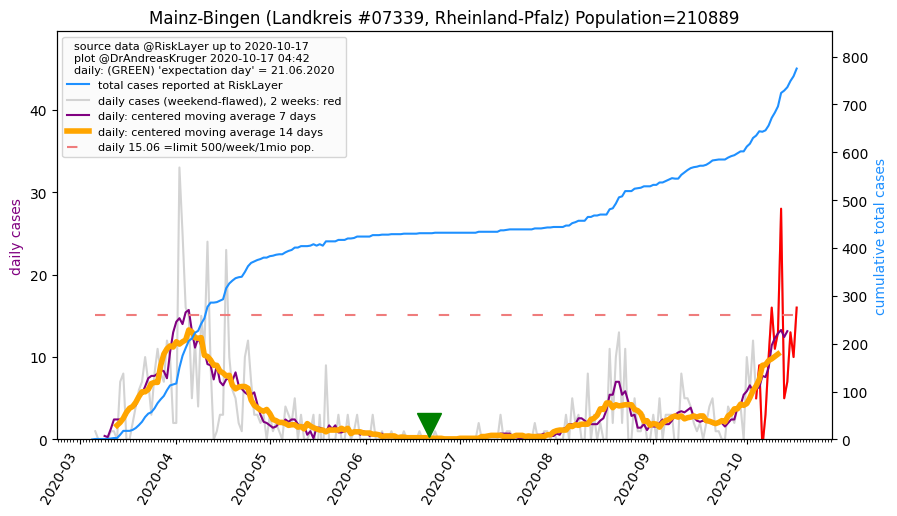 Mainz-Bingen (Landkreis #07339, Rheinland-Pfalz) Population=210889
source data @RiskLayer up to 2020-10-17
plot @DrAndreasKruger 2020-10-17 04:42
daily: (GREEN) 'expectation day' = 21.06.2020
total cases reported at RiskLayer
daily cases (weekend-flawed), 2 weeks: red
daily: centered moving average 7 days
daily: centered moving average 14 days
daily 15.06 =limit 500/week/1mio pop.
daily cases
40
30
20
10
0
cumulative total cases
800
700
600
500
400
300
200
100
0
2020-03
2020-04
2020-05
2020-06
2020-07
2020-08
2020-09
2020-10